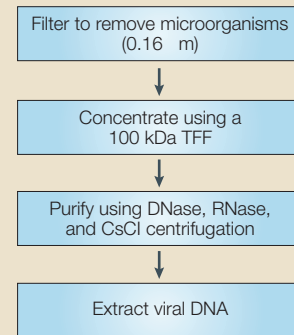 Filter to remove microorganisms
(0.16 m)
Concentrate using a
100 kDa TFF
Purify using DNase, RNase,
and CsCl centrifugation
Extract viral DNA